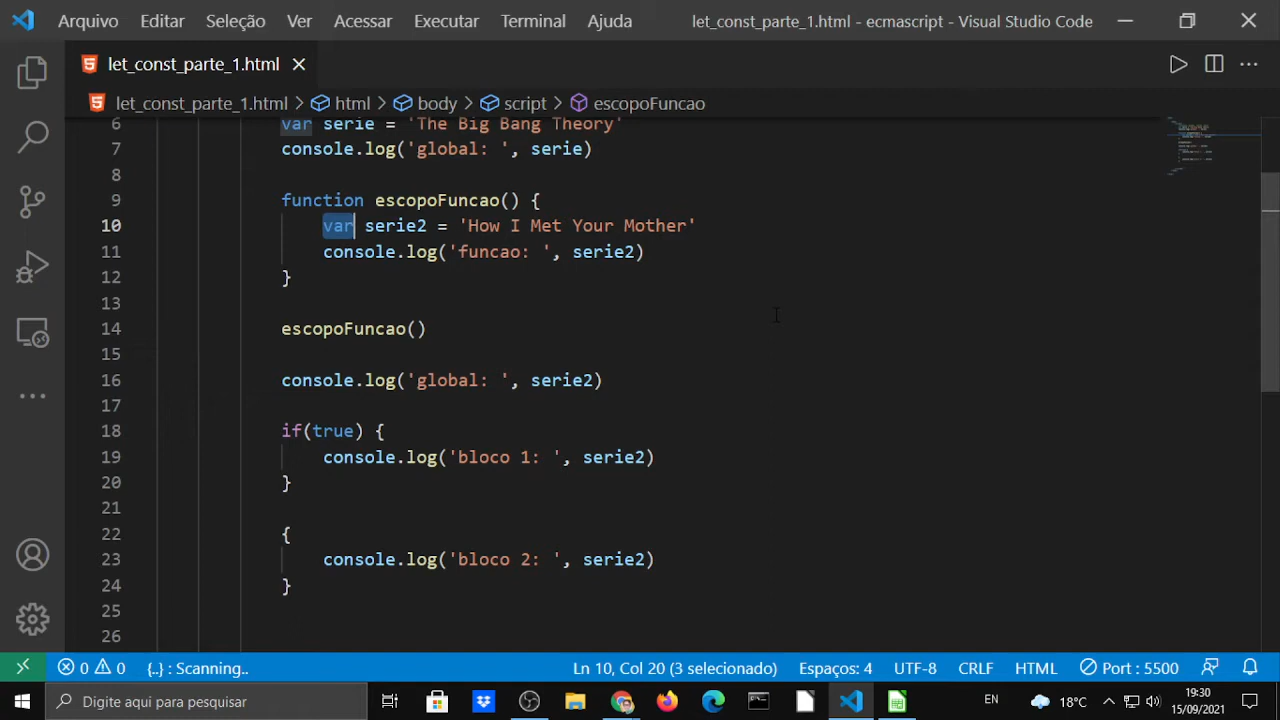 Arquivo Editar Seleção Ver Acessar Executar Terminal Ajuda let_const_parte_1.html - ecmascript - Visual Studio Code
let_const_parte_1.html
let_const_parte_1.html > html > body > script > escopoFuncao
6 var serie = 'The Big Bang Theory'
7 console.log('global: ', serie)
8
9 function escopoFuncao() {
10 var serie2 = 'How I Met Your Mother'
11 console.log('funcao: ', serie2)
12 }
13
14 escopoFuncao()
15
16 console.log('global: ', serie2)
17
18 if(true) {
19 console.log('bloco 1: ', serie2)
20 }
21
22 {
23 console.log('bloco 2: ', serie2)
24 }
25
26
0 0 {..} : Scanning.. Ln 10, Col 20 (3 selecionado) Espaços: 4 UTF-8 CRLF HTML Port : 5500
Digite aqui para pesquisar EN 18°C 19:30
15/09/2021